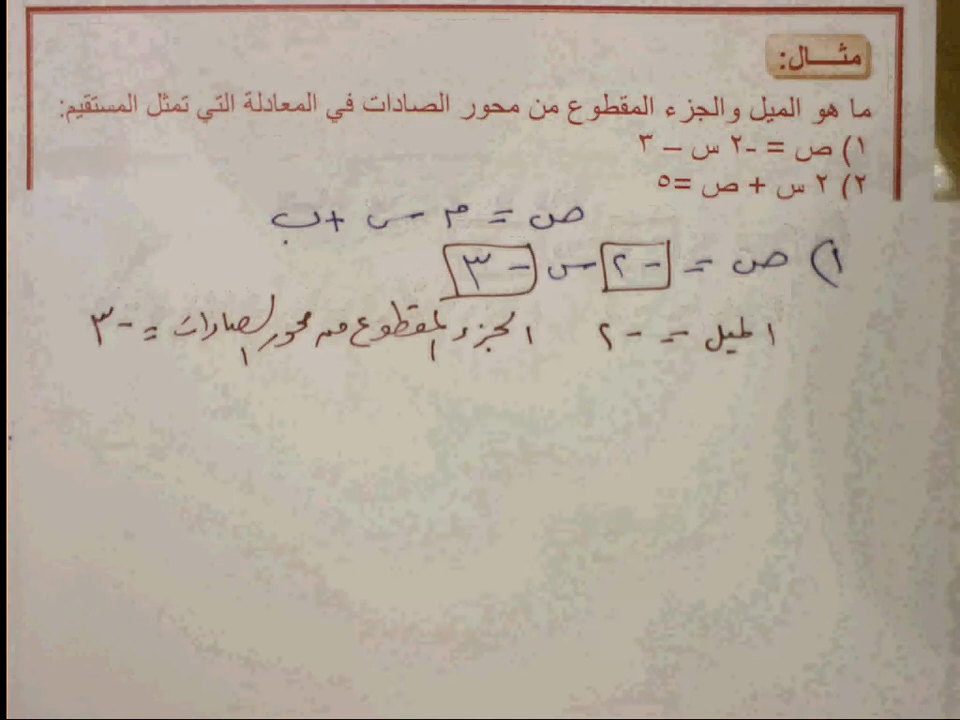 مثــال:
ما هو الميل والجزء المقطوع من محور الصادات في المعادلة التي تمثل المستقيم:
١) ص = -٢ س – ٣
٢) ٢ س + ص =٥
ص = م س + ب
١) ص = -٢ س - ٣
الميل = -٢ الجزء المقطوع من محور الصادات = -٣